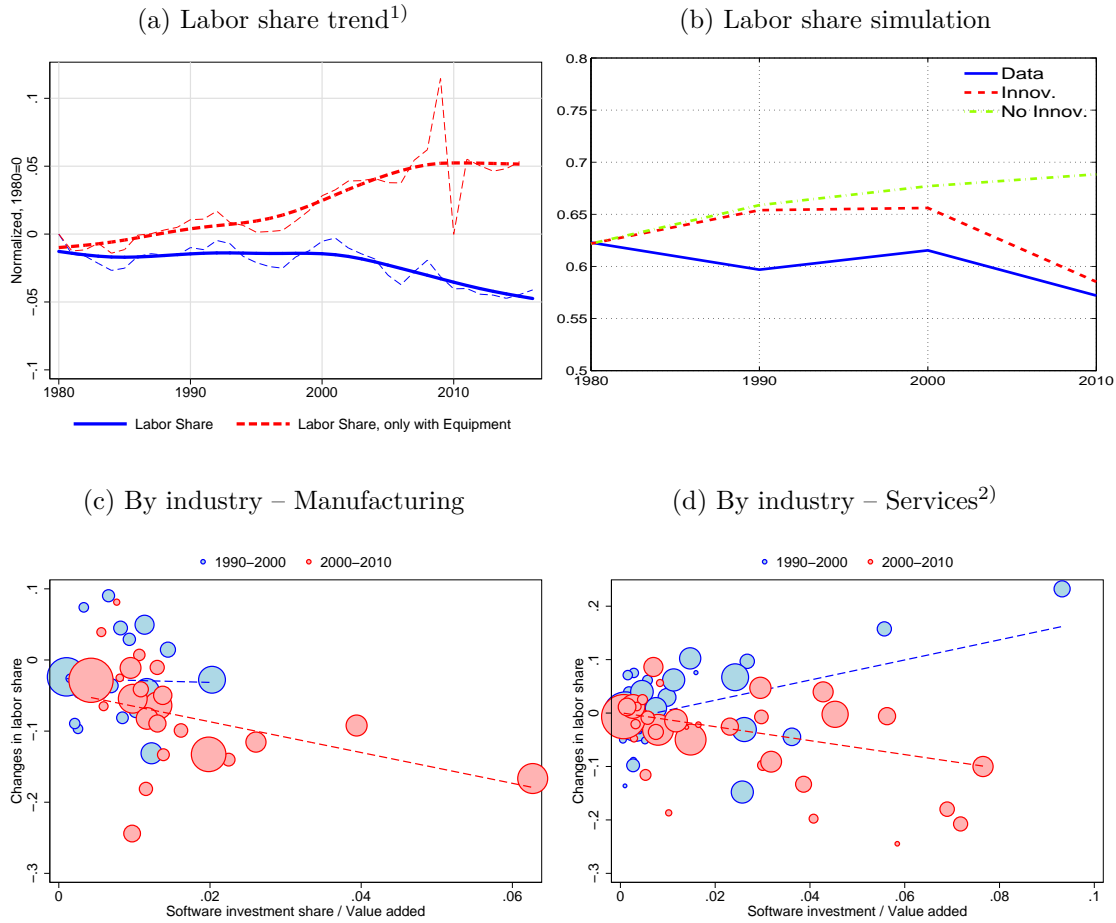 (a) Labor share trend1)
Normalized, 1980=0
.1
.05
0
-.05
-.1
1980 1990 2000 2010
Labor Share Labor Share, only with Equipment
(b) Labor share simulation
0.8
0.75
0.7
0.65
0.6
0.55
0.5
Data
Innov.
No Innov.
1980 1990 2000 2010
(c) By industry – Manufacturing
1990−2000 2000−2010
Changes in labor share
.1
0
-.1
-.2
-.3
0 .02 .04 .06
Software investment share / Value added
(d) By industry – Services2)
1990−2000 2000−2010
Changes in labor share
.2
.1
0
-.1
-.2
-.3
0 .02 .04 .06 .08 .1
Software investment / Value added